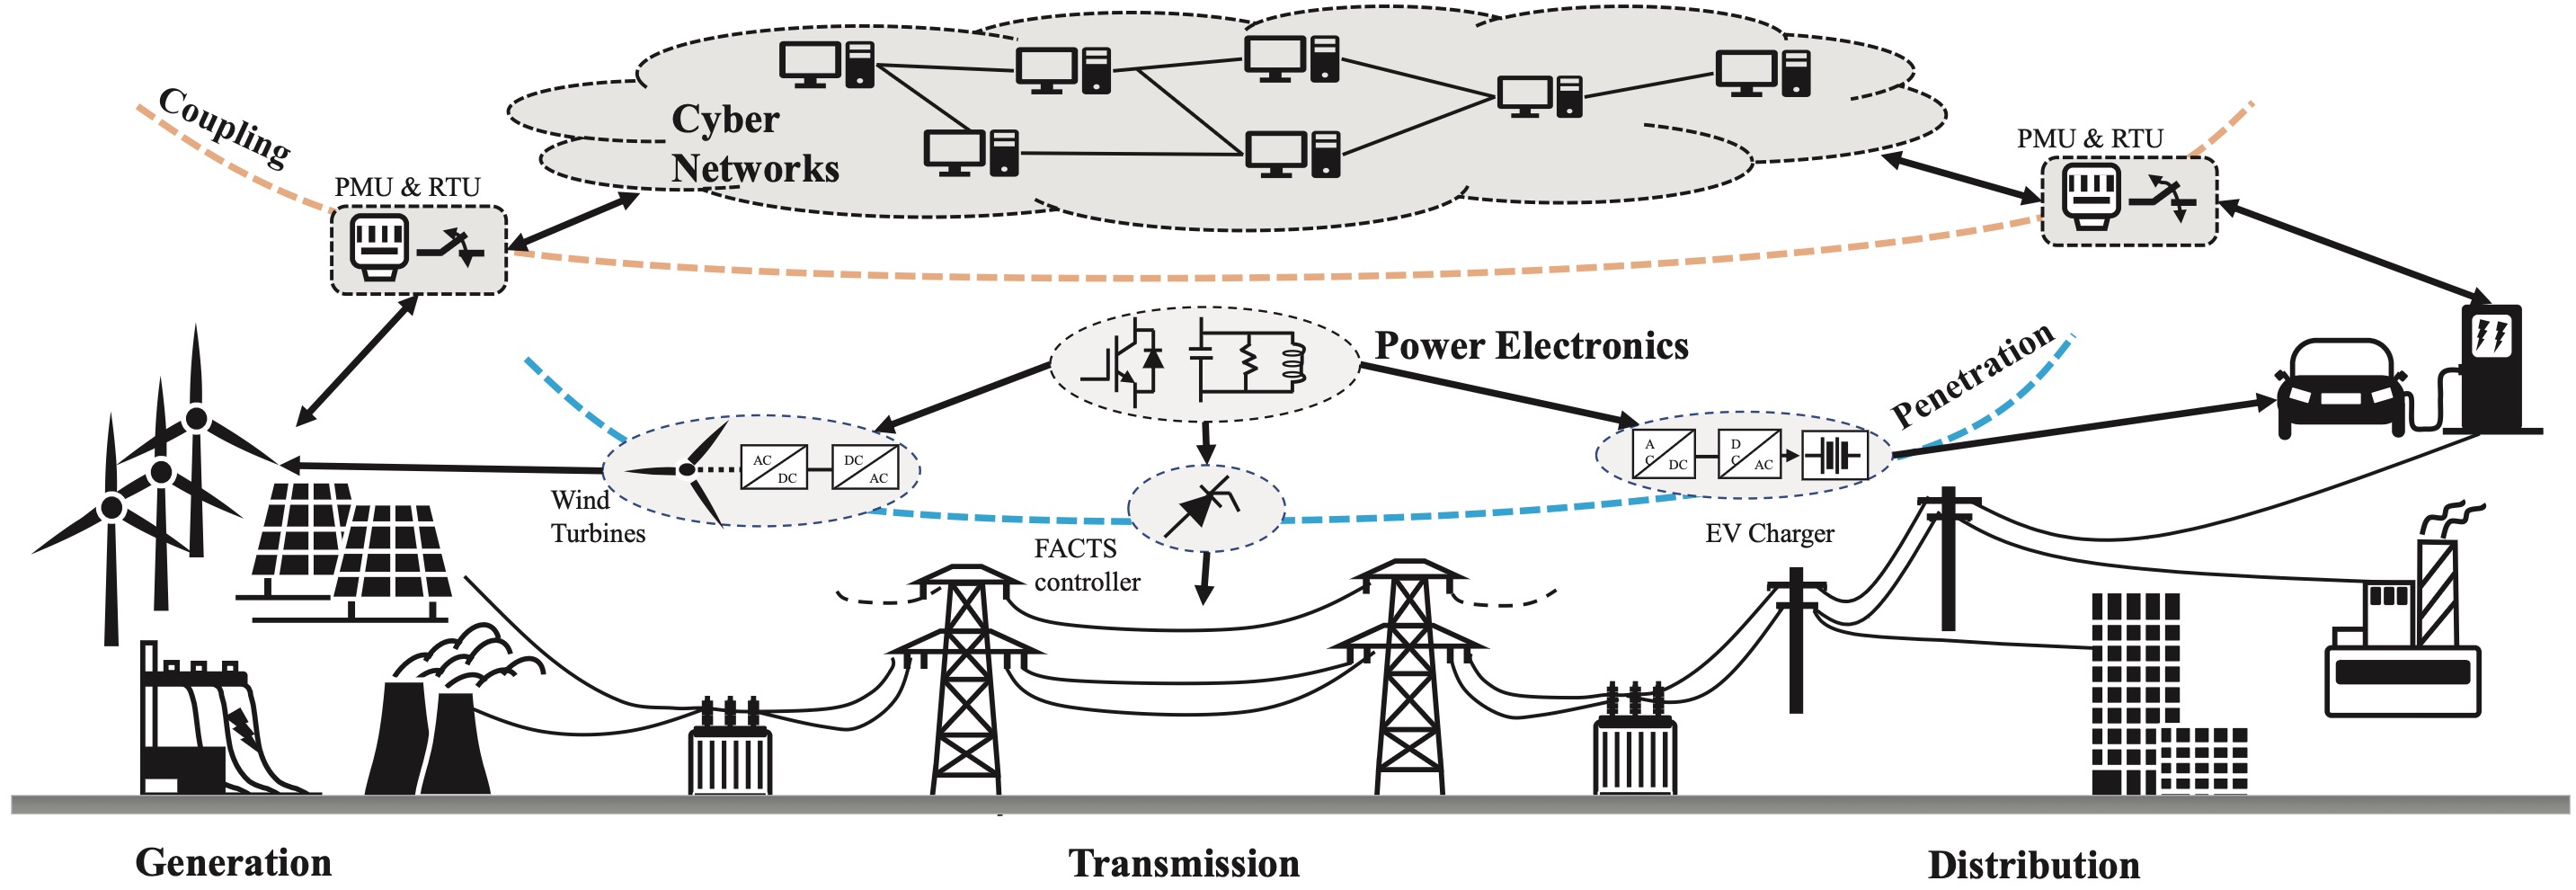 Coupling
Cyber
Networks
PMU & RTU
PMU & RTU
Power Electronics
Penetration
AC
DC
DC
AC
Wind
Turbines
A
C
DC
D
C
AC
FACTS
controller
EV Charger
Generation
Transmission
Distribution